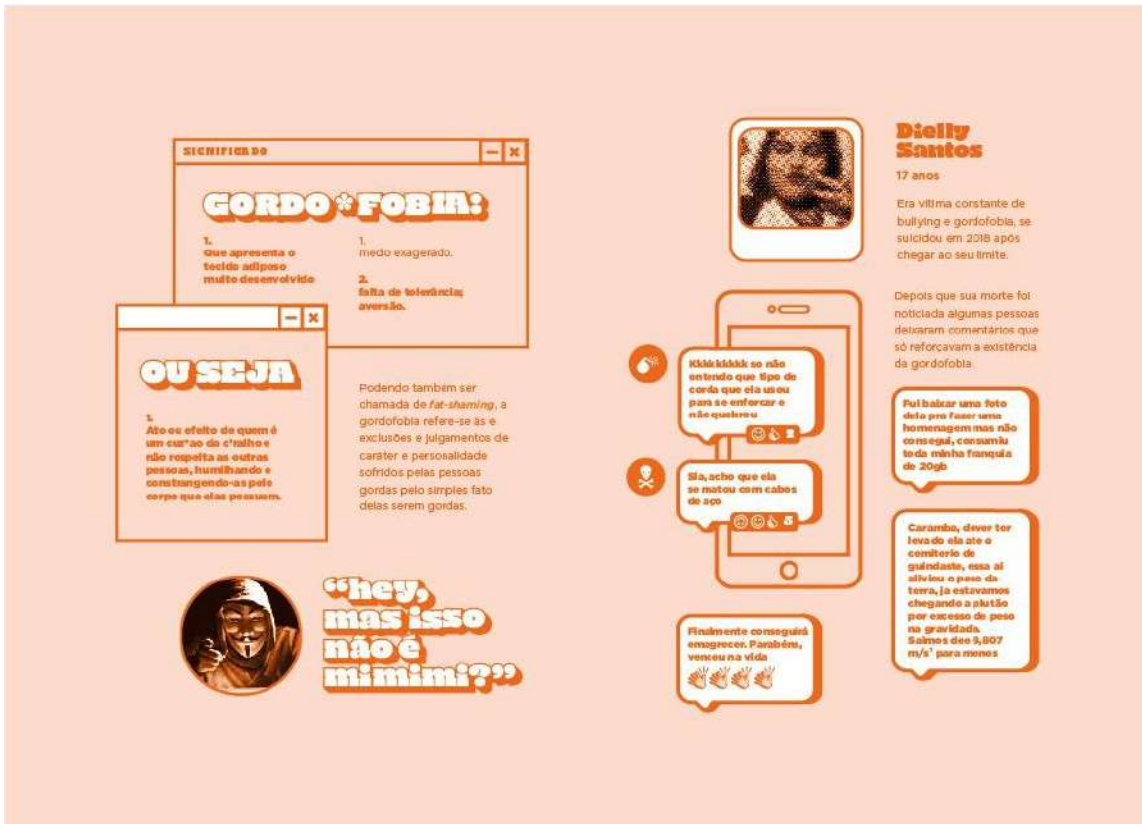 SIGNIFICADO
GORDO*FOBIA:
1.
Que apresenta o
tecido adiposo
muito desenvolvido
1.
medo exagerado.
2.
falta de tolerância;
aversão.
OU SEJA
1.
Ato ou efeito de quem é
um cuz*ao do c*ralho e
não respeita as outras
pessoas, humilhando e
constrangendo-as pelo
corpo que elas possuem.
Podendo também ser
chamada de fat-shaming, a
gordofobia refere-se às e
exclusões e julgamentos de
caráter e personalidade
sofridos pelas pessoas
gordas pelo simples fato
delas serem gordas.
“hey,
mas isso
não é
mimimi?”
Dielly
Santos
17 anos
Era vítima constante de
bullying e gordofobia, se
suicidou em 2018 após
chegar ao seu limite.
Depois que sua morte foi
noticiada algumas pessoas
deixaram comentários que
só reforçavam a existência
da gordofobia.
Kkkkkkkkkk so não
entendo que tipo de
corda que ela usou
para se enforcar e
não quebrou
2
Sla, acho que ela
se matou com cabos
de aço
5
Finalmente conseguirá
emagrecer. Parabéns,
venceu na vida
Fui baixar uma foto
dela pro fazer uma
homenagem mas não
consegui, consumiu
toda minha franquia
de 20gb
Caramba, dever ter
levado ela ate o
cemiterio de
guindaste, essa ai
aliviou o peso da
terra, ja estavamos
chegando a plutão
por excesso de peso
na gravidade.
Saimos dee 9,807
m/s² para menos